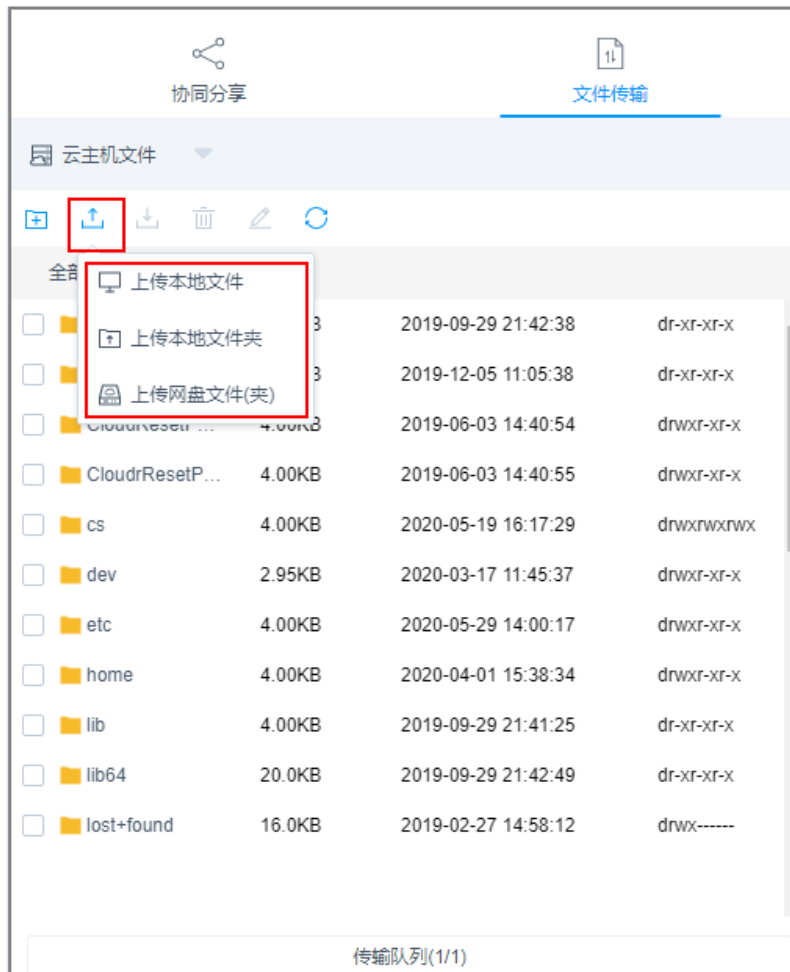 协同分享 文件传输
云主机文件
全部
上传本地文件
2019-09-29 21:42:38 dr-xr-xr-x
上传本地文件夹
2019-12-05 11:05:38 dr-xr-xr-x
上传网盘文件(夹)
CloudResetP... 4.00KB 2019-06-03 14:40:54 drwxr-xr-x
CloudrResetP... 4.00KB 2019-06-03 14:40:55 drwxr-xr-x
cs 4.00KB 2020-05-19 16:17:29 drwxrwxrwx
dev 2.95KB 2020-03-17 11:45:37 drwxr-xr-x
etc 4.00KB 2020-05-29 14:00:17 drwxr-xr-x
home 4.00KB 2020-04-01 15:38:34 drwxr-xr-x
lib 4.00KB 2019-09-29 21:41:25 dr-xr-xr-x
lib64 20.0KB 2019-09-29 21:42:49 dr-xr-xr-x
lost+found 16.0KB 2019-02-27 14:58:12 drwx------
传输队列(1/1)